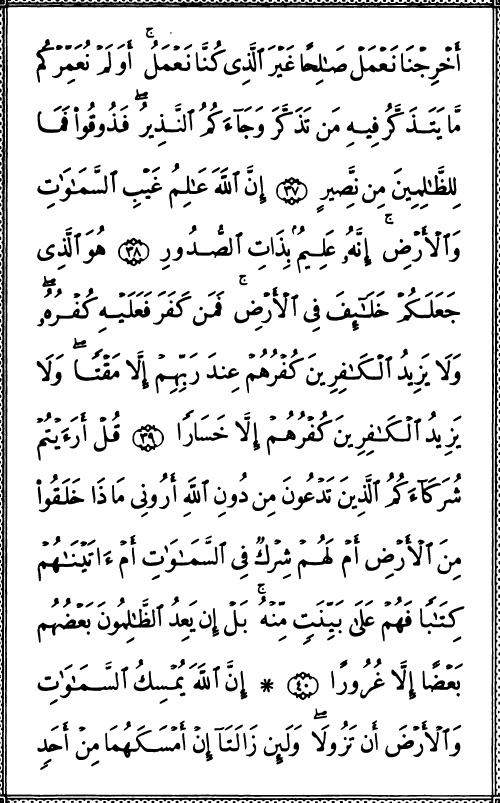 أَخْرِجْنَا نَعْمَلْ صَٰلِحًا غَيْرَ ٱلَّذِى كُنَّا نَعْمَلُ ۚ أَوَلَمْ نُعَمِّرْكُم
مَّا يَتَذَكَّرُ فِيهِ مَن تَذَكَّرَ وَجَآءَكُمُ ٱلنَّذِيرُ ۖ فَذُوقُوا۟ فَمَا
لِلظَّٰلِمِينَ مِن نَّصِيرٍ ﴿٣٧﴾ إِنَّ ٱللَّهَ عَٰلِمُ غَيْبِ ٱلسَّمَٰوَٰتِ
وَٱلْأَرْضِ ۚ إِنَّهُۥ عَلِيمٌۢ بِذَاتِ ٱلصُّدُورِ ﴿٣٨﴾ هُوَ ٱلَّذِى
جَعَلَكُمْ خَلَٰٓئِفَ فِى ٱلْأَرْضِ ۚ فَمَن كَفَرَ فَعَلَيْهِ كُفْرُهُۥ ۖ
وَلَا يَزِيدُ ٱلْكَٰفِرِينَ كُفْرُهُمْ عِندَ رَبِّهِمْ إِلَّا مَقْتًا ۖ وَلَا
يَزِيدُ ٱلْكَٰفِرِينَ كُفْرُهُمْ إِلَّا خَسَارًا ﴿٣٩﴾ قُلْ أَرَءَيْتُمْ
شُرَكَآءَكُمُ ٱلَّذِينَ تَدْعُونَ مِن دُونِ ٱللَّهِ أَرُونِى مَاذَا خَلَقُوا۟
مِنَ ٱلْأَرْضِ أَمْ لَهُمْ شِرْكٌ فِى ٱلسَّمَٰوَٰتِ أَمْ ءَاتَيْنَٰهُمْ
كِتَٰبًا فَهُمْ عَلَىٰ بَيِّنَتٍ مِّنْهُ ۚ بَلْ إِن يَعِدُ ٱلظَّٰلِمُونَ بَعْضُهُم
بَعْضًا إِلَّا غُرُورًا ﴿٤٠﴾ * إِنَّ ٱللَّهَ يُمْسِكُ ٱلسَّمَٰوَٰتِ
وَٱلْأَرْضَ أَن تَزُولَا ۖ وَلَئِن زَالَتَآ إِنْ أَمْسَكَهُمَا مِنْ أَحَدٍ